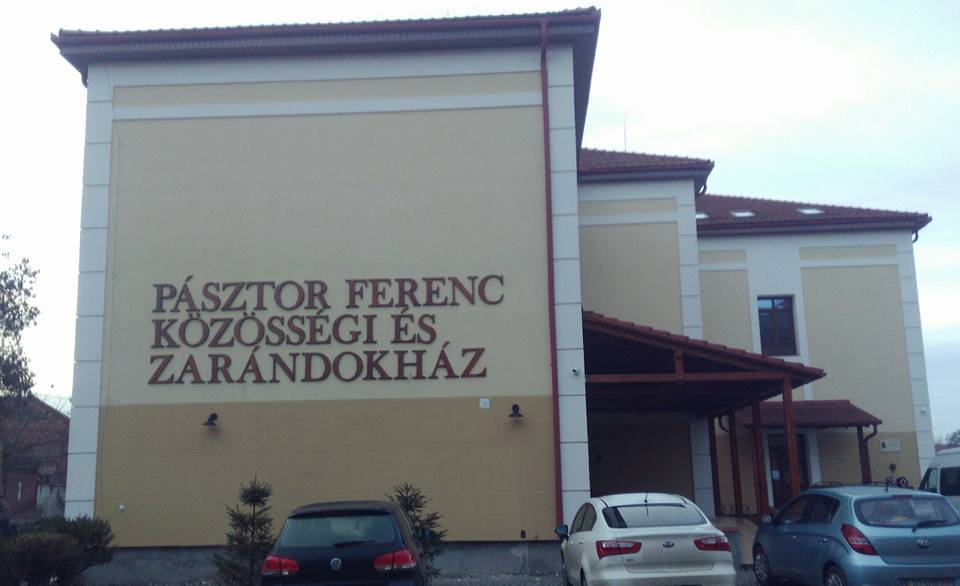 PÁSZTOR FERENC
KÖZÖSSÉGI ÉS
ZARÁNDOKHÁZ